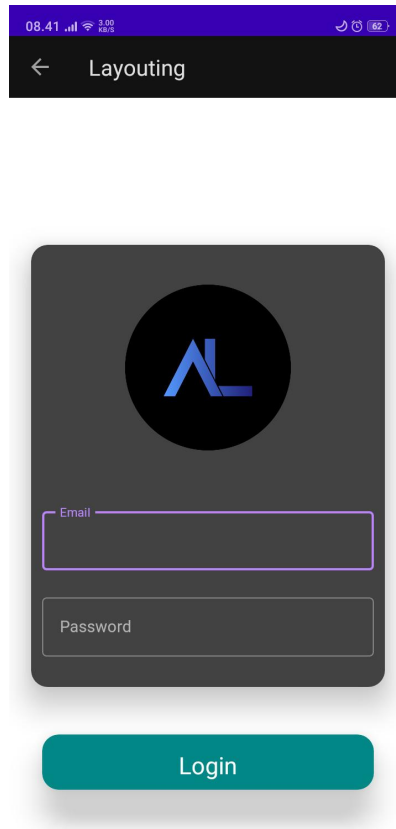 08.41 3.00 KB/S 62
Layouting
AL
Email
Password
Login